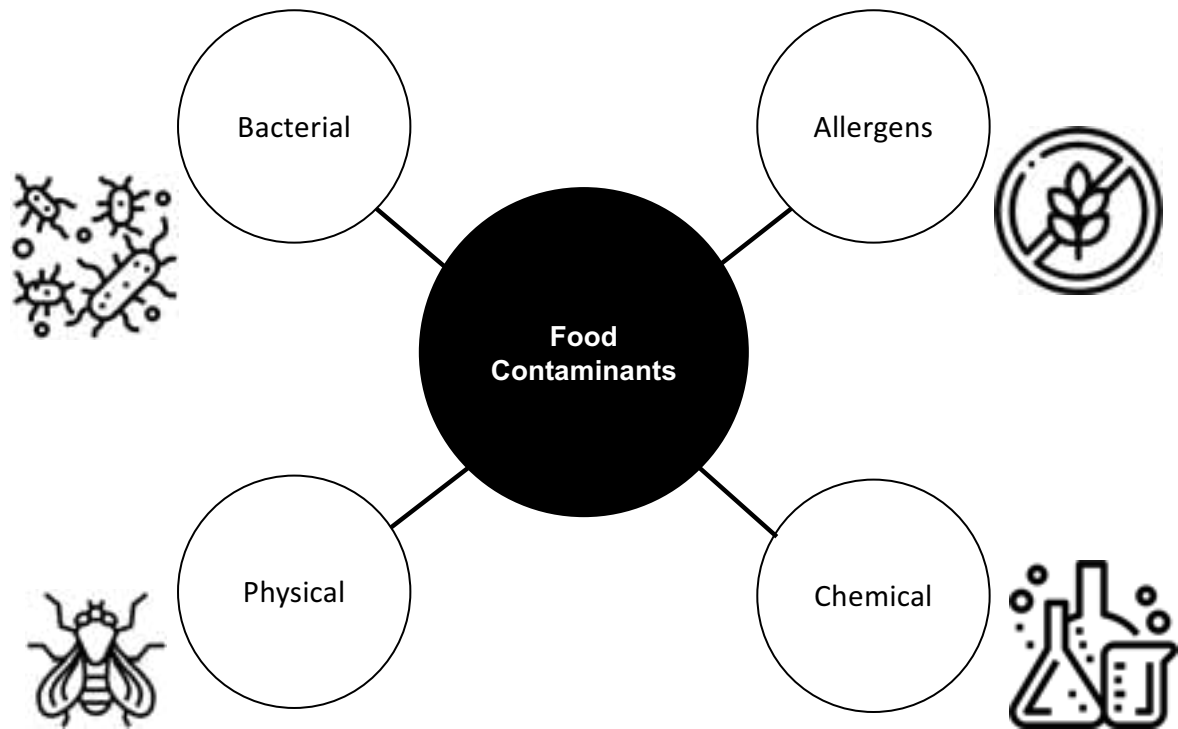 Bacterial
Allergens
Food
Contaminants
Physical
Chemical